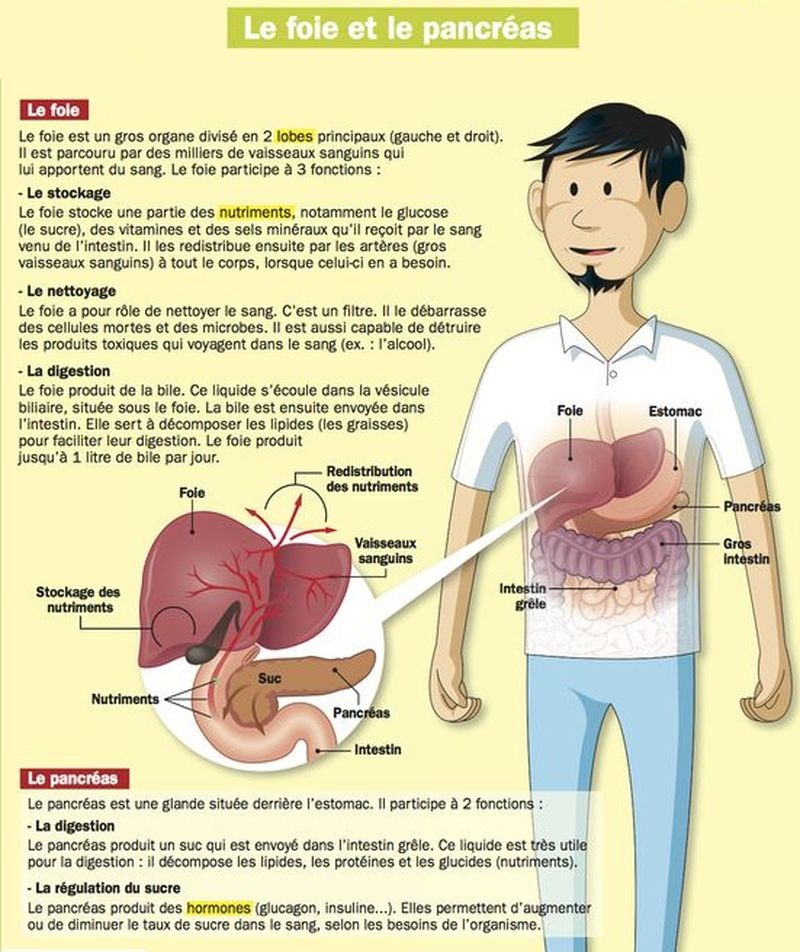 Le foie et le pancréas
Le foie
Le foie est un gros organe divisé en 2 lobes principaux (gauche et droit).
Il est parcouru par des milliers de vaisseaux sanguins qui
lui apportent du sang. Le foie participe à 3 fonctions :
- Le stockage
Le foie stocke une partie des nutriments, notamment le glucose
(le sucre), des vitamines et des sels minéraux qu'il reçoit par le sang
venu de l'intestin. Il les redistribue ensuite par les artères (gros
vaisseaux sanguins) à tout le corps, lorsque celui-ci en a besoin.
- Le nettoyage
Le foie a pour rôle de nettoyer le sang. C'est un filtre. Il le débarrasse
des cellules mortes et des microbes. Il est aussi capable de détruire
les produits toxiques qui voyagent dans le sang (ex. : l'alcool).
- La digestion
Le foie produit de la bile. Ce liquide s'écoule dans la vésicule
biliaire, située sous le foie. La bile est ensuite envoyée dans
l'intestin. Elle sert à décomposer les lipides (les graisses)
pour faciliter leur digestion. Le foie produit
jusqu'à 1 litre de bile par jour.
Foie
Estomac
Pancréas
Gros
intestin
Intestin
grêle
Redistribution
des nutriments
Foie
Vaisseaux
sanguins
Stockage des
nutriments
Suc
Nutriments
Pancréas
Intestin
Le pancréas
Le pancréas est une glande située derrière l'estomac. Il participe à 2 fonctions :
- La digestion
Le pancréas produit un suc qui est envoyé dans l'intestin grêle. Ce liquide est très utile
pour la digestion : il décompose les lipides, les protéines et les glucides (nutriments).
- La régulation du sucre
Le pancréas produit des hormones (glucagon, insuline...). Elles permettent d'augmenter
ou de diminuer le taux de sucre dans le sang, selon les besoins de l'organisme.